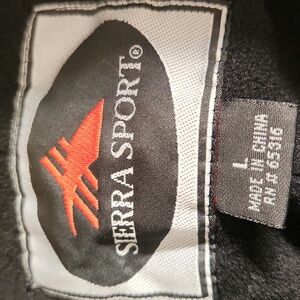 SIERRA SPORT®
L
MADE IN CHINA
RN # 65316